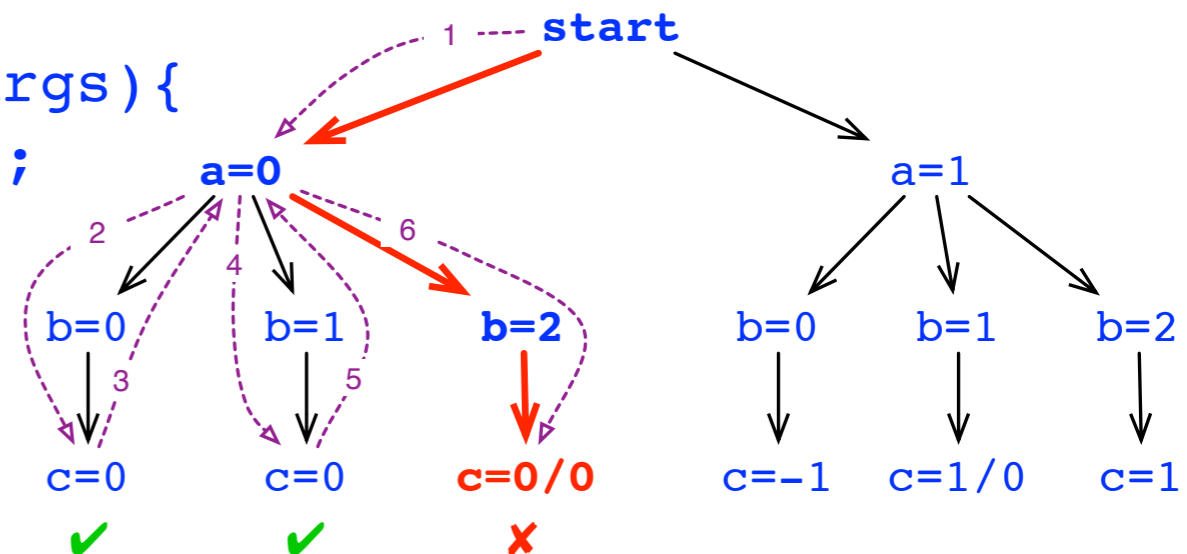 start
1
rgs){
;
a=0
a=1
2
4
6
b=0
b=1
b=2
b=0
b=1
b=2
3
5
c=0
c=0
c=0/0
c=-1
c=1/0
c=1
✔
✔
✘